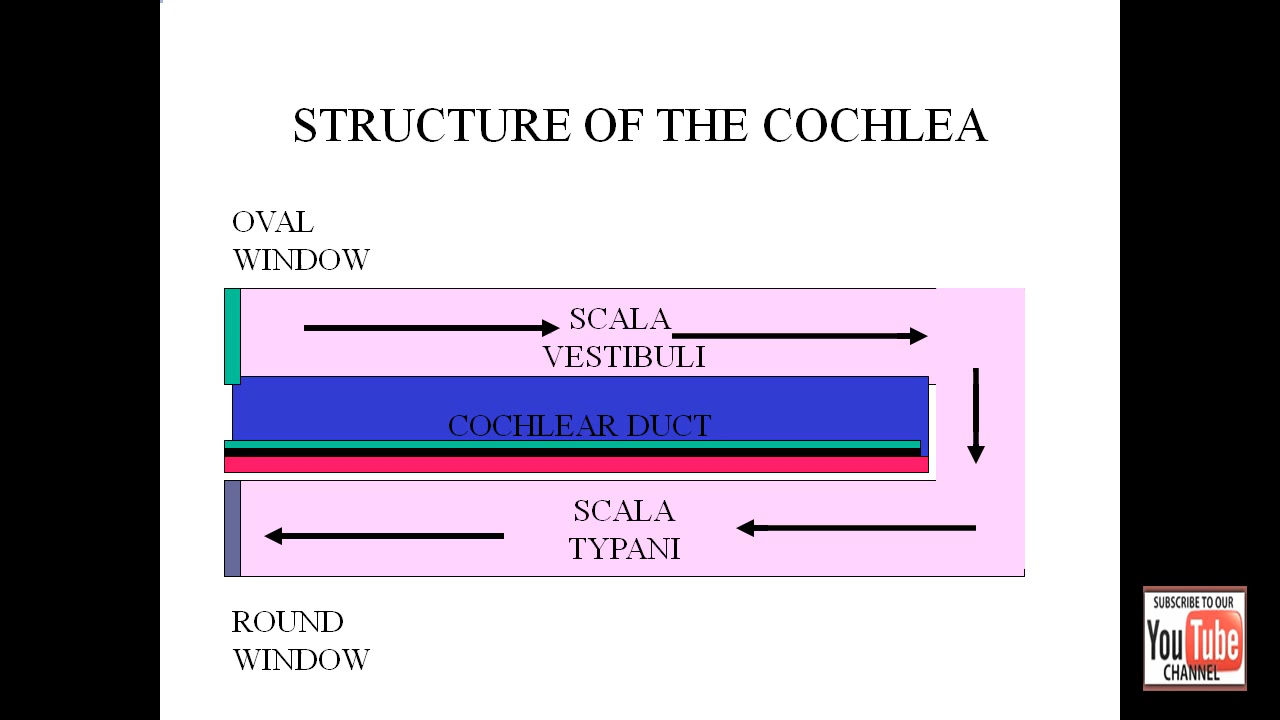 STRUCTURE OF THE COCHLEA
OVAL
WINDOW
SCALA
VESTIBULI
COCHLEAR DUCT
SCALA
TYPANI
ROUND
WINDOW
SUBSCRIBE TO OUR
YouTube
CHANNEL